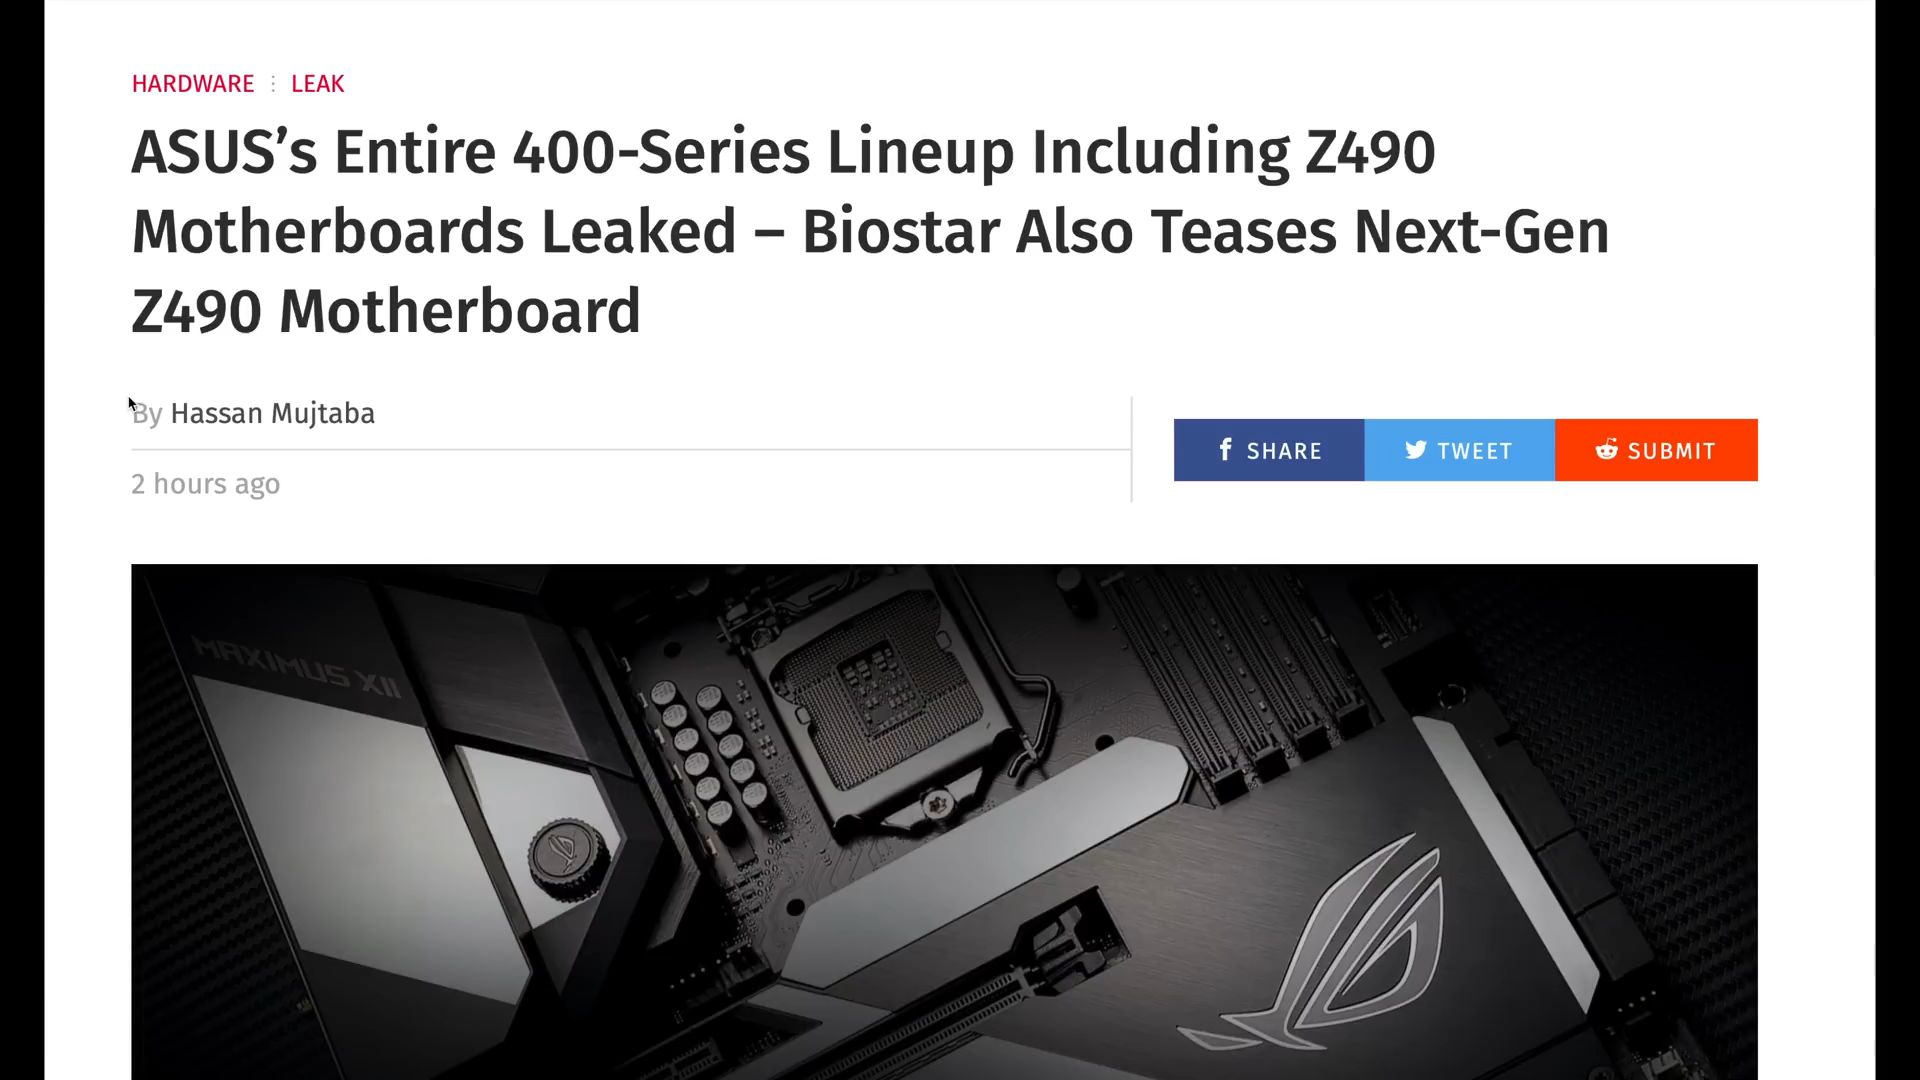 HARDWARE ⋮ LEAK
ASUS’s Entire 400-Series Lineup Including Z490
Motherboards Leaked – Biostar Also Teases Next-Gen
Z490 Motherboard
By Hassan Mujtaba
SHARE
TWEET
SUBMIT
2 hours ago
MAXIMUS XII